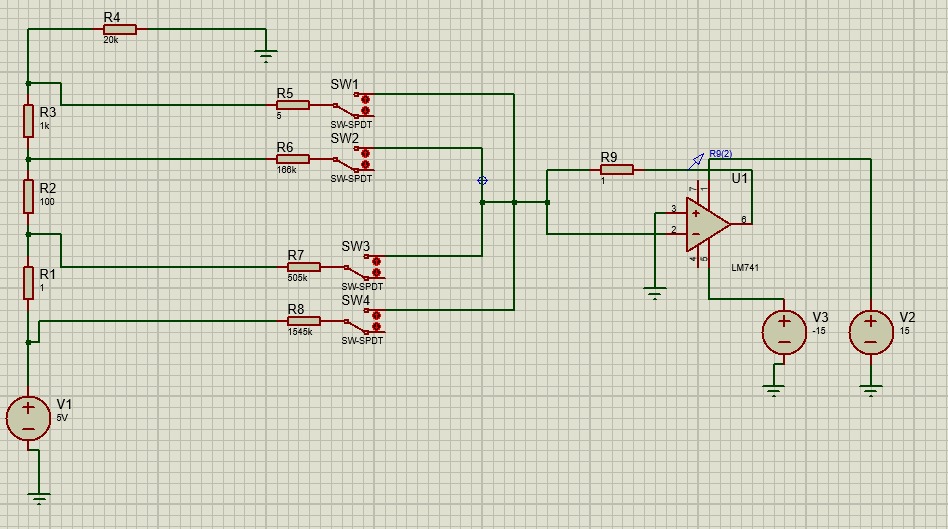 R4
20k
R3
1k
R5
5
SW1
SW-SPDT
R6
166k
SW2
SW-SPDT
R2
100
R9
1
R9(2)
U1
7
1
3
2
6
4
5
LM741
R1
1
R7
505k
SW3
SW-SPDT
R8
1545k
SW4
SW-SPDT
V3
-15
V2
15
V1
5V